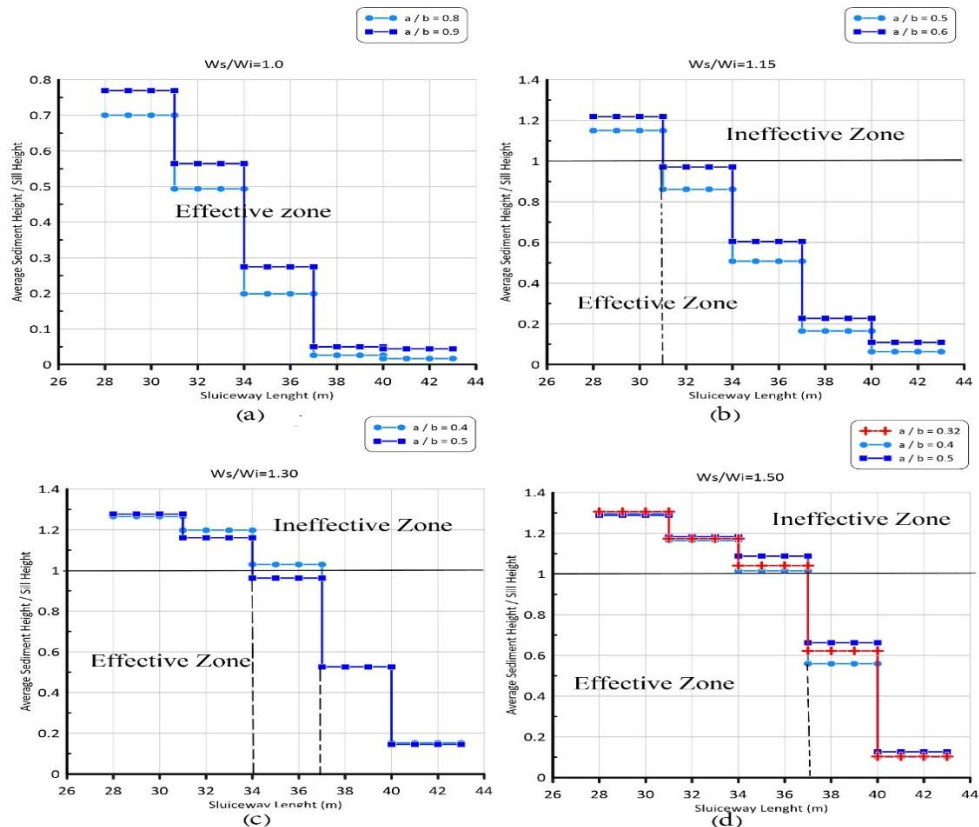 a / b = 0.8
a / b = 0.9
Ws/Wi=1.0
0.8
0.7
0.6
0.5
0.4
0.3
0.2
0.1
0
Average Sediment Height / Sill Height
Effective zone
26 28 30 32 34 36 38 40 42 44
Sluiceway Lenght (m)
(a)
a / b = 0.5
a / b = 0.6
Ws/Wi=1.15
1.4
1.2
1
0.8
0.6
0.4
0.2
0
Average Sediment Height / Sill Height
Ineffective Zone
Effective Zone
26 28 30 32 34 36 38 40 42 44
Sluiceway Lenght (m)
(b)
a / b = 0.4
a / b = 0.5
Ws/Wi=1.30
1.4
1.2
1
0.8
0.6
0.4
0.2
0
Average Sediment Height / Sill Height
Ineffective Zone
Effective Zone
26 28 30 32 34 36 38 40 42 44
Sluiceway Lenght (m)
(c)
a / b = 0.32
a / b = 0.4
a / b = 0.5
Ws/Wi=1.50
1.4
1.2
1
0.8
0.6
0.4
0.2
0
Average Sediment Height / Sill Height
Ineffective Zone
Effective Zone
26 28 30 32 34 36 38 40 42 44
Sluiceway Lenght (m)
(d)